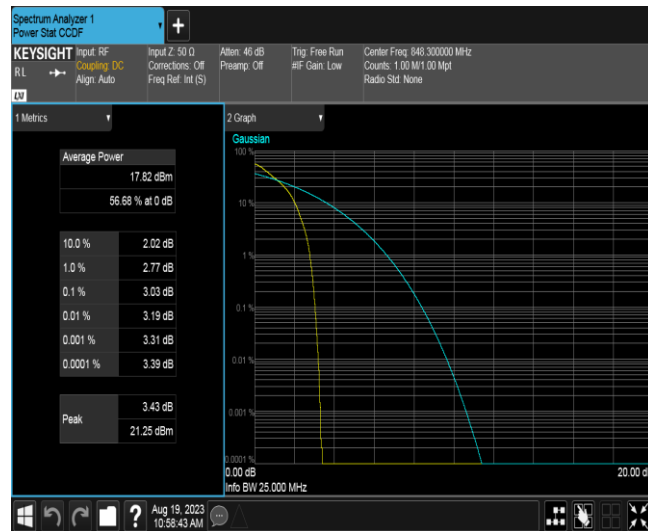 Spectrum Analyzer 1
Power Stat CCDF
+
KEYSIGHT
RL
LXI
Input: RF
Coupling: DC
Align: Auto
Input Z: 50 Ω
Corrections: Off
Freq Ref: Int (S)
Atten: 46 dB
Preamp: Off
Trig: Free Run
#IF Gain: Low
Center Freq: 848.300000 MHz
Counts: 1.00 M/1.00 Mpt
Radio Std: None
1 Metrics
Average Power
17.82 dBm
56.68 % at 0 dB
10.0 % 2.02 dB
1.0 % 2.77 dB
0.1 % 3.03 dB
0.01 % 3.19 dB
0.001 % 3.31 dB
0.0001 % 3.39 dB
Peak
3.43 dB
21.25 dBm
2 Graph
Gaussian
100 %
10 %
1 %
0.1 %
0.01 %
0.001 %
0.0001 %
0.00 dB
20.00 d
Info BW 25.000 MHz
?
Aug 19, 2023
10:58:43 AM